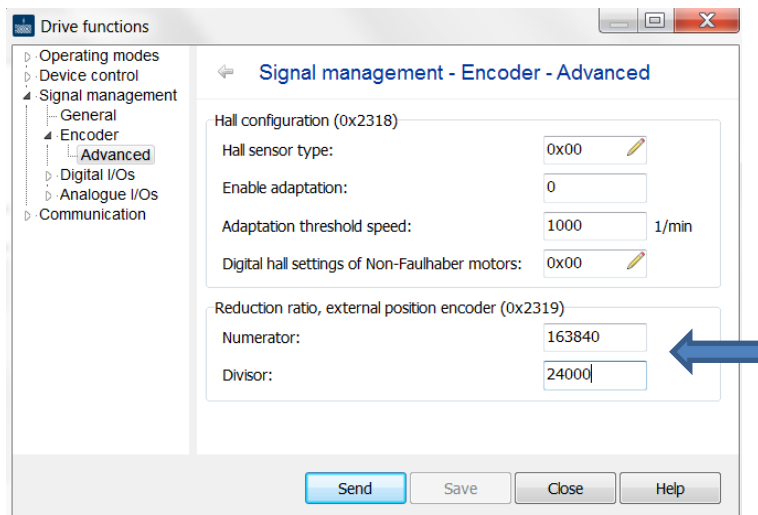 Drive functions
Operating modes
Device control
Signal management
General
Encoder
Advanced
Digital I/Os
Analogue I/Os
Communication
Signal management - Encoder - Advanced
Hall configuration (0x2318)
Hall sensor type: 0x00
Enable adaptation: 0
Adaptation threshold speed: 1000 1/min
Digital hall settings of Non-Faulhaber motors: 0x00
Reduction ratio, external position encoder (0x2319)
Numerator: 163840
Divisor: 24000
Send Save Close Help